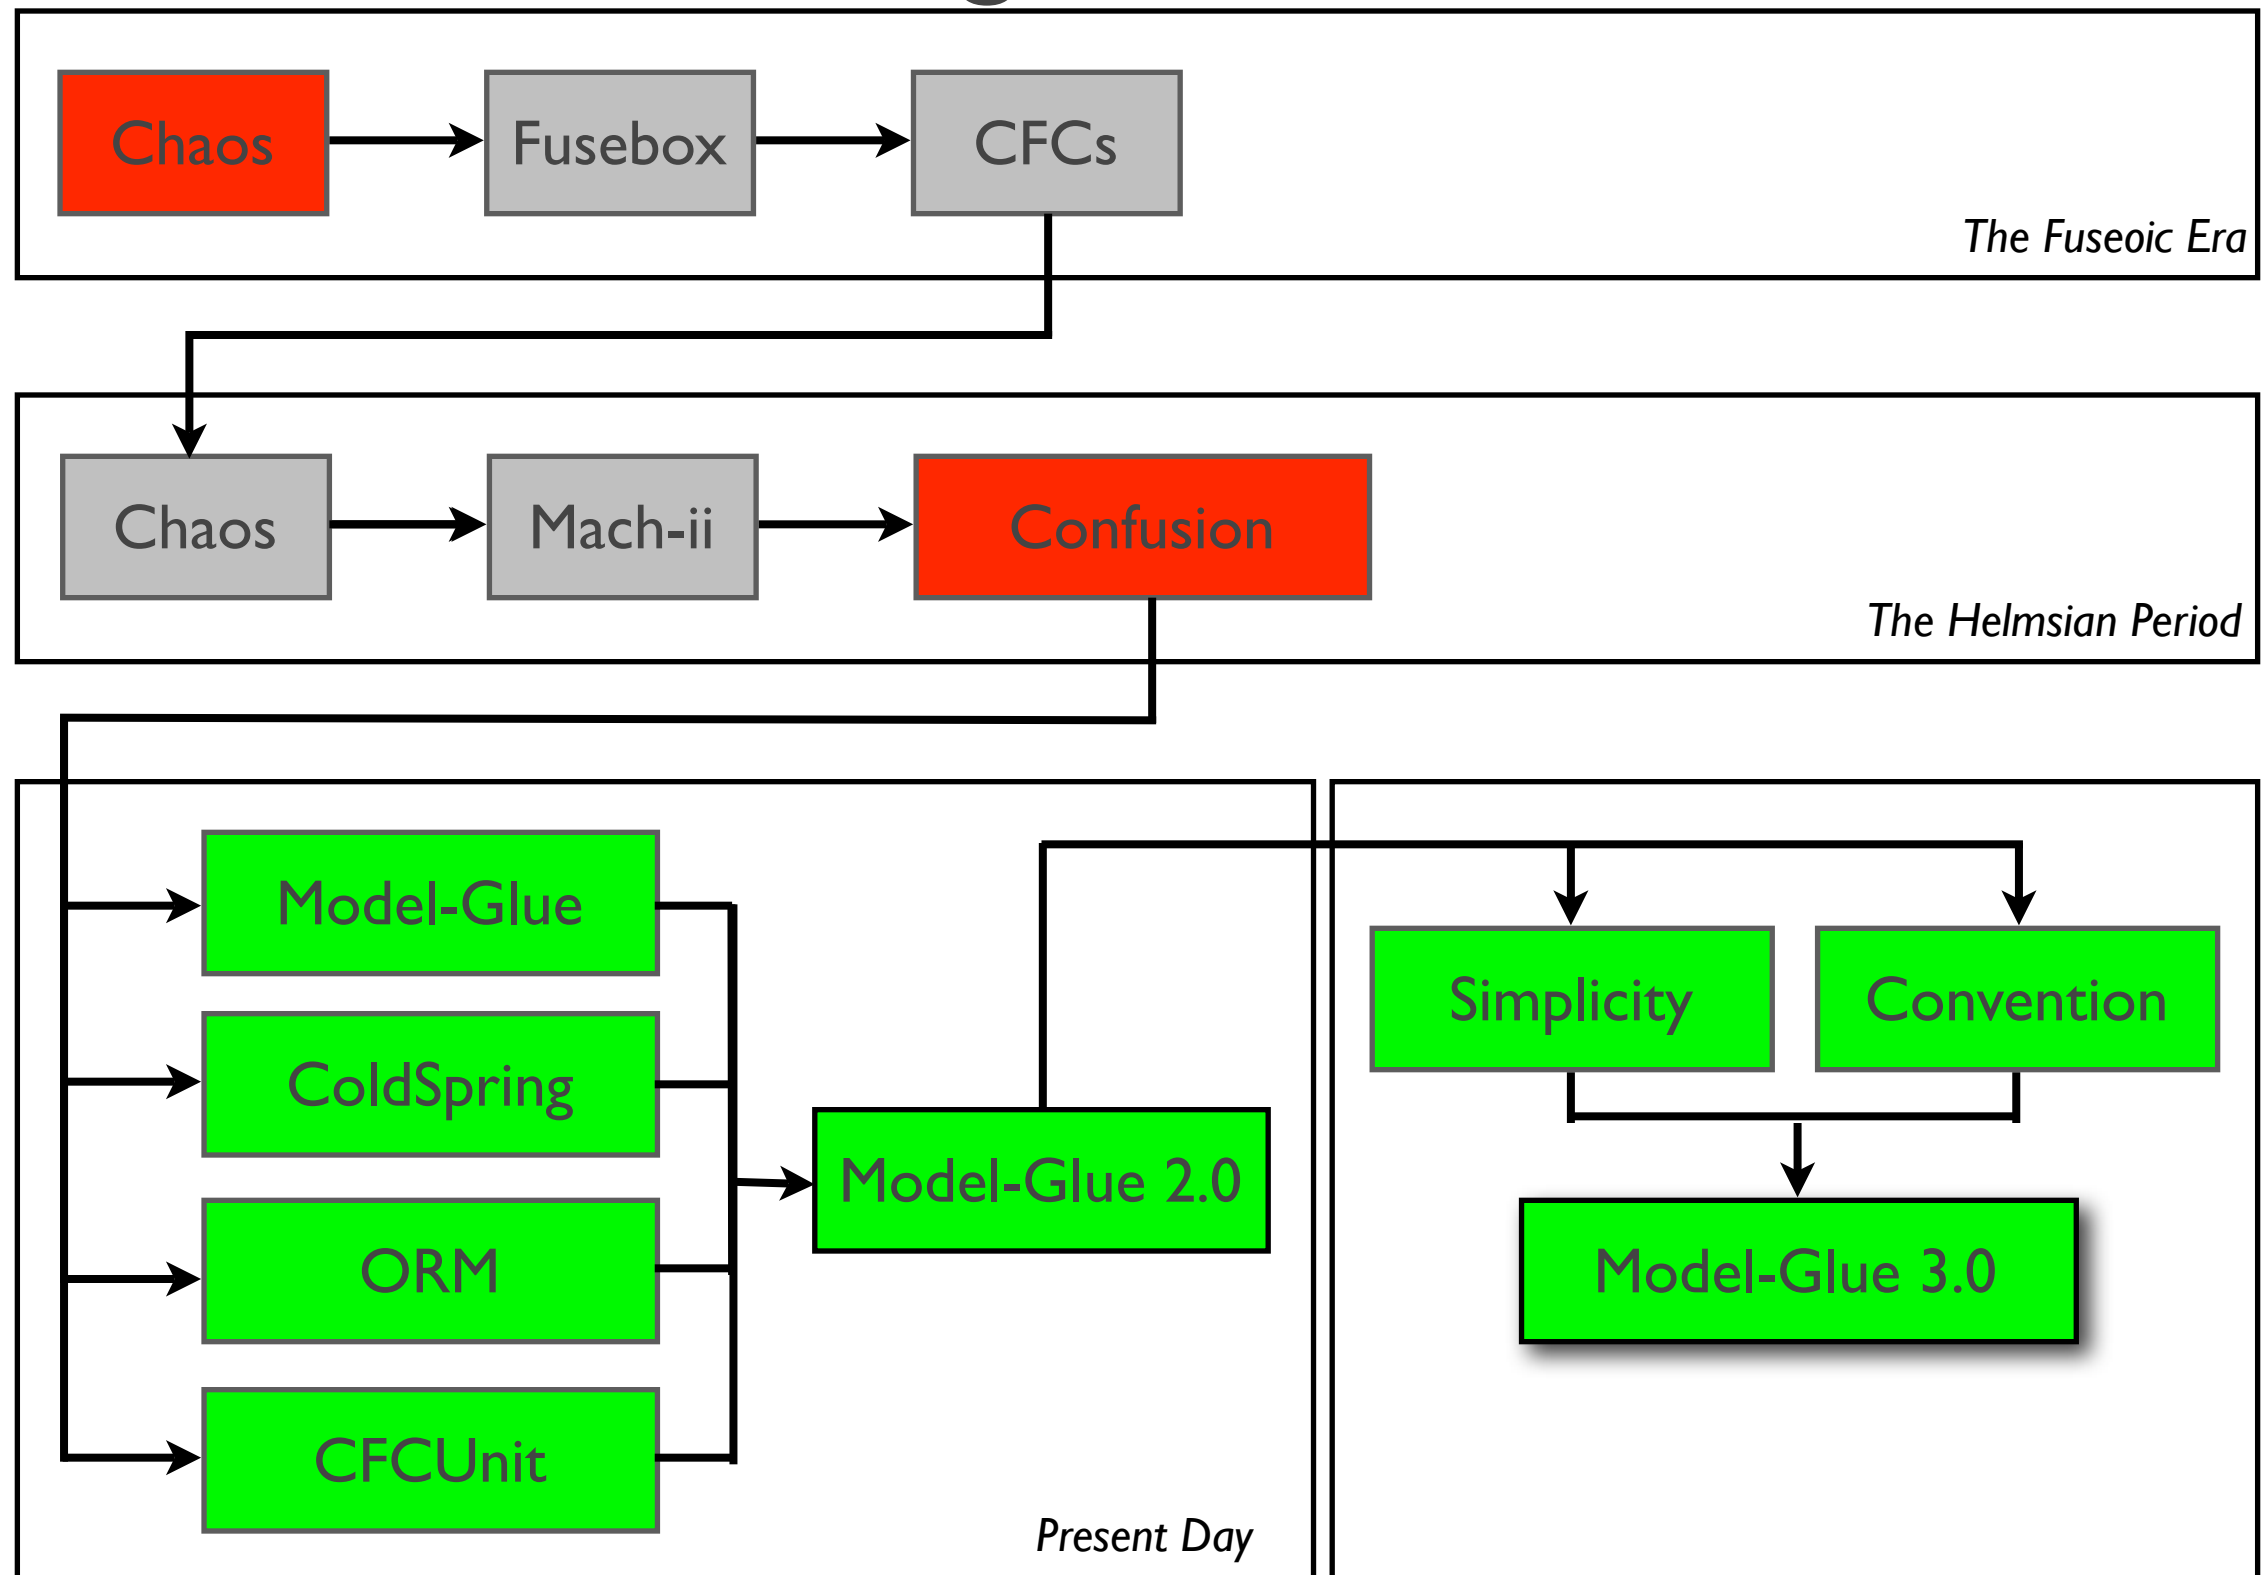 Chaos
Fusebox
CFCs
The Fuseoic Era
Chaos
Mach-ii
Confusion
The Helmsian Period
Model-Glue
ColdSpring
ORM
CFCUnit
Model-Glue 2.0
Present Day
Simplicity
Convention
Model-Glue 3.0